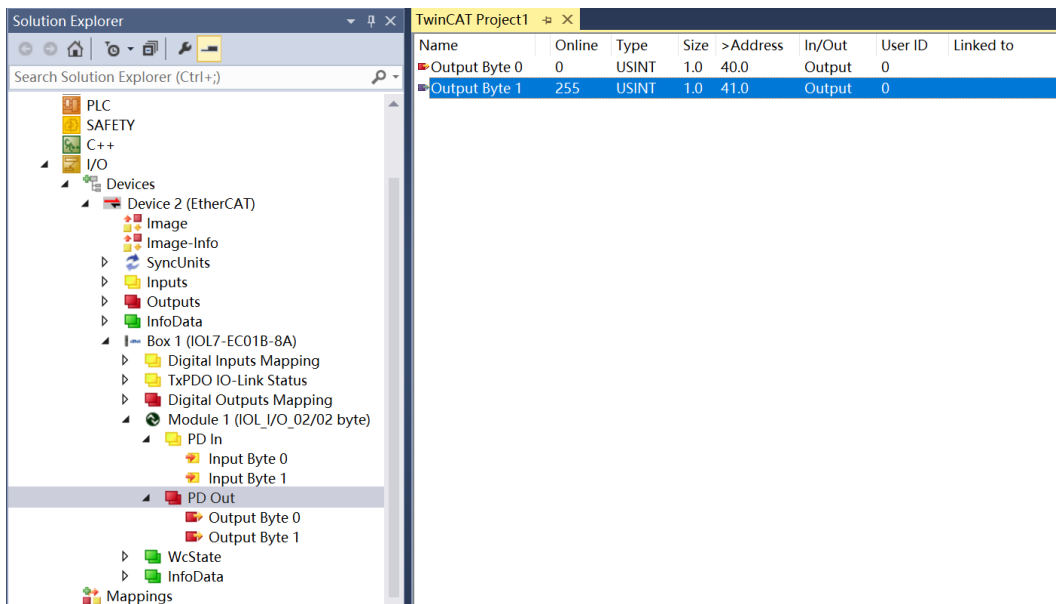 Solution Explorer
Search Solution Explorer (Ctrl+;)
PLC
SAFETY
C++
I/O
Devices
Device 2 (EtherCAT)
Image
Image-Info
SyncUnits
Inputs
Outputs
InfoData
Box 1 (IOL7-EC01B-8A)
Digital Inputs Mapping
TxPDO IO-Link Status
Digital Outputs Mapping
Module 1 (IOL_I/O_02/02 byte)
PD In
Input Byte 0
Input Byte 1
PD Out
Output Byte 0
Output Byte 1
WcState
InfoData
Mappings
TwinCAT Project1
Name Online Type Size >Address In/Out User ID Linked to
Output Byte 0 0 USINT 1.0 40.0 Output 0
Output Byte 1 255 USINT 1.0 41.0 Output 0